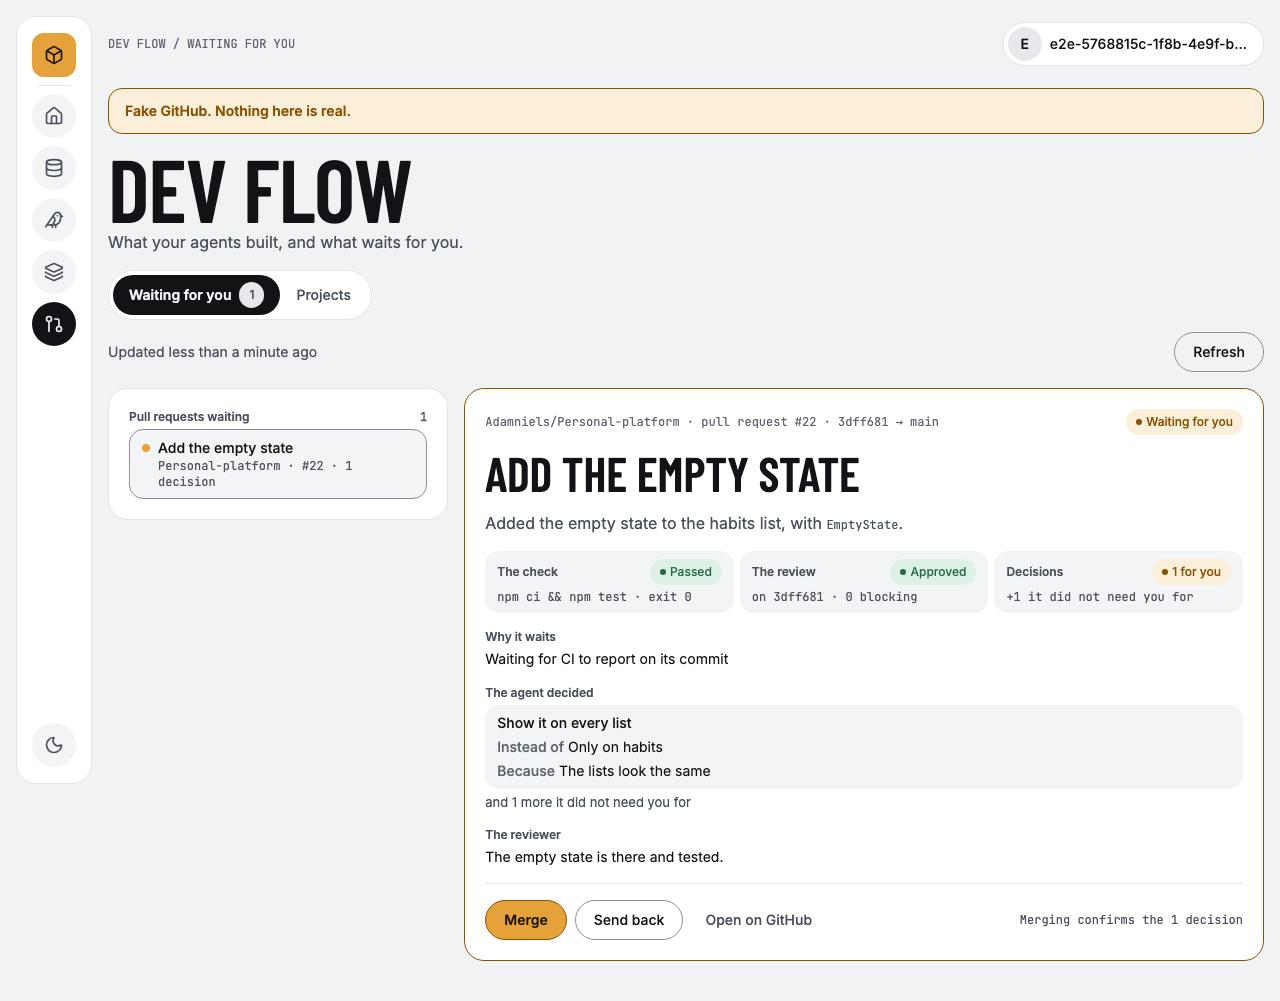 DEV FLOW / WAITING FOR YOU
E
e2e-5768815c-1f8b-4e9f-b...
Fake GitHub. Nothing here is real.
DEV FLOW
What your agents built, and what waits for you.
Waiting for you 1
Projects
Updated less than a minute ago
Refresh
Pull requests waiting 1
Add the empty state
Personal-platform · #22 · 1
decision
Adamniels/Personal-platform · pull request #22 · 3dff681 → main
Waiting for you
ADD THE EMPTY STATE
Added the empty state to the habits list, with EmptyState.
The check Passed
npm ci && npm test · exit 0
The review Approved
on 3dff681 · 0 blocking
Decisions 1 for you
+1 it did not need you for
Why it waits
Waiting for CI to report on its commit
The agent decided
Show it on every list
Instead of Only on habits
Because The lists look the same
and 1 more it did not need you for
The reviewer
The empty state is there and tested.
Merge
Send back
Open on GitHub
Merging confirms the 1 decision